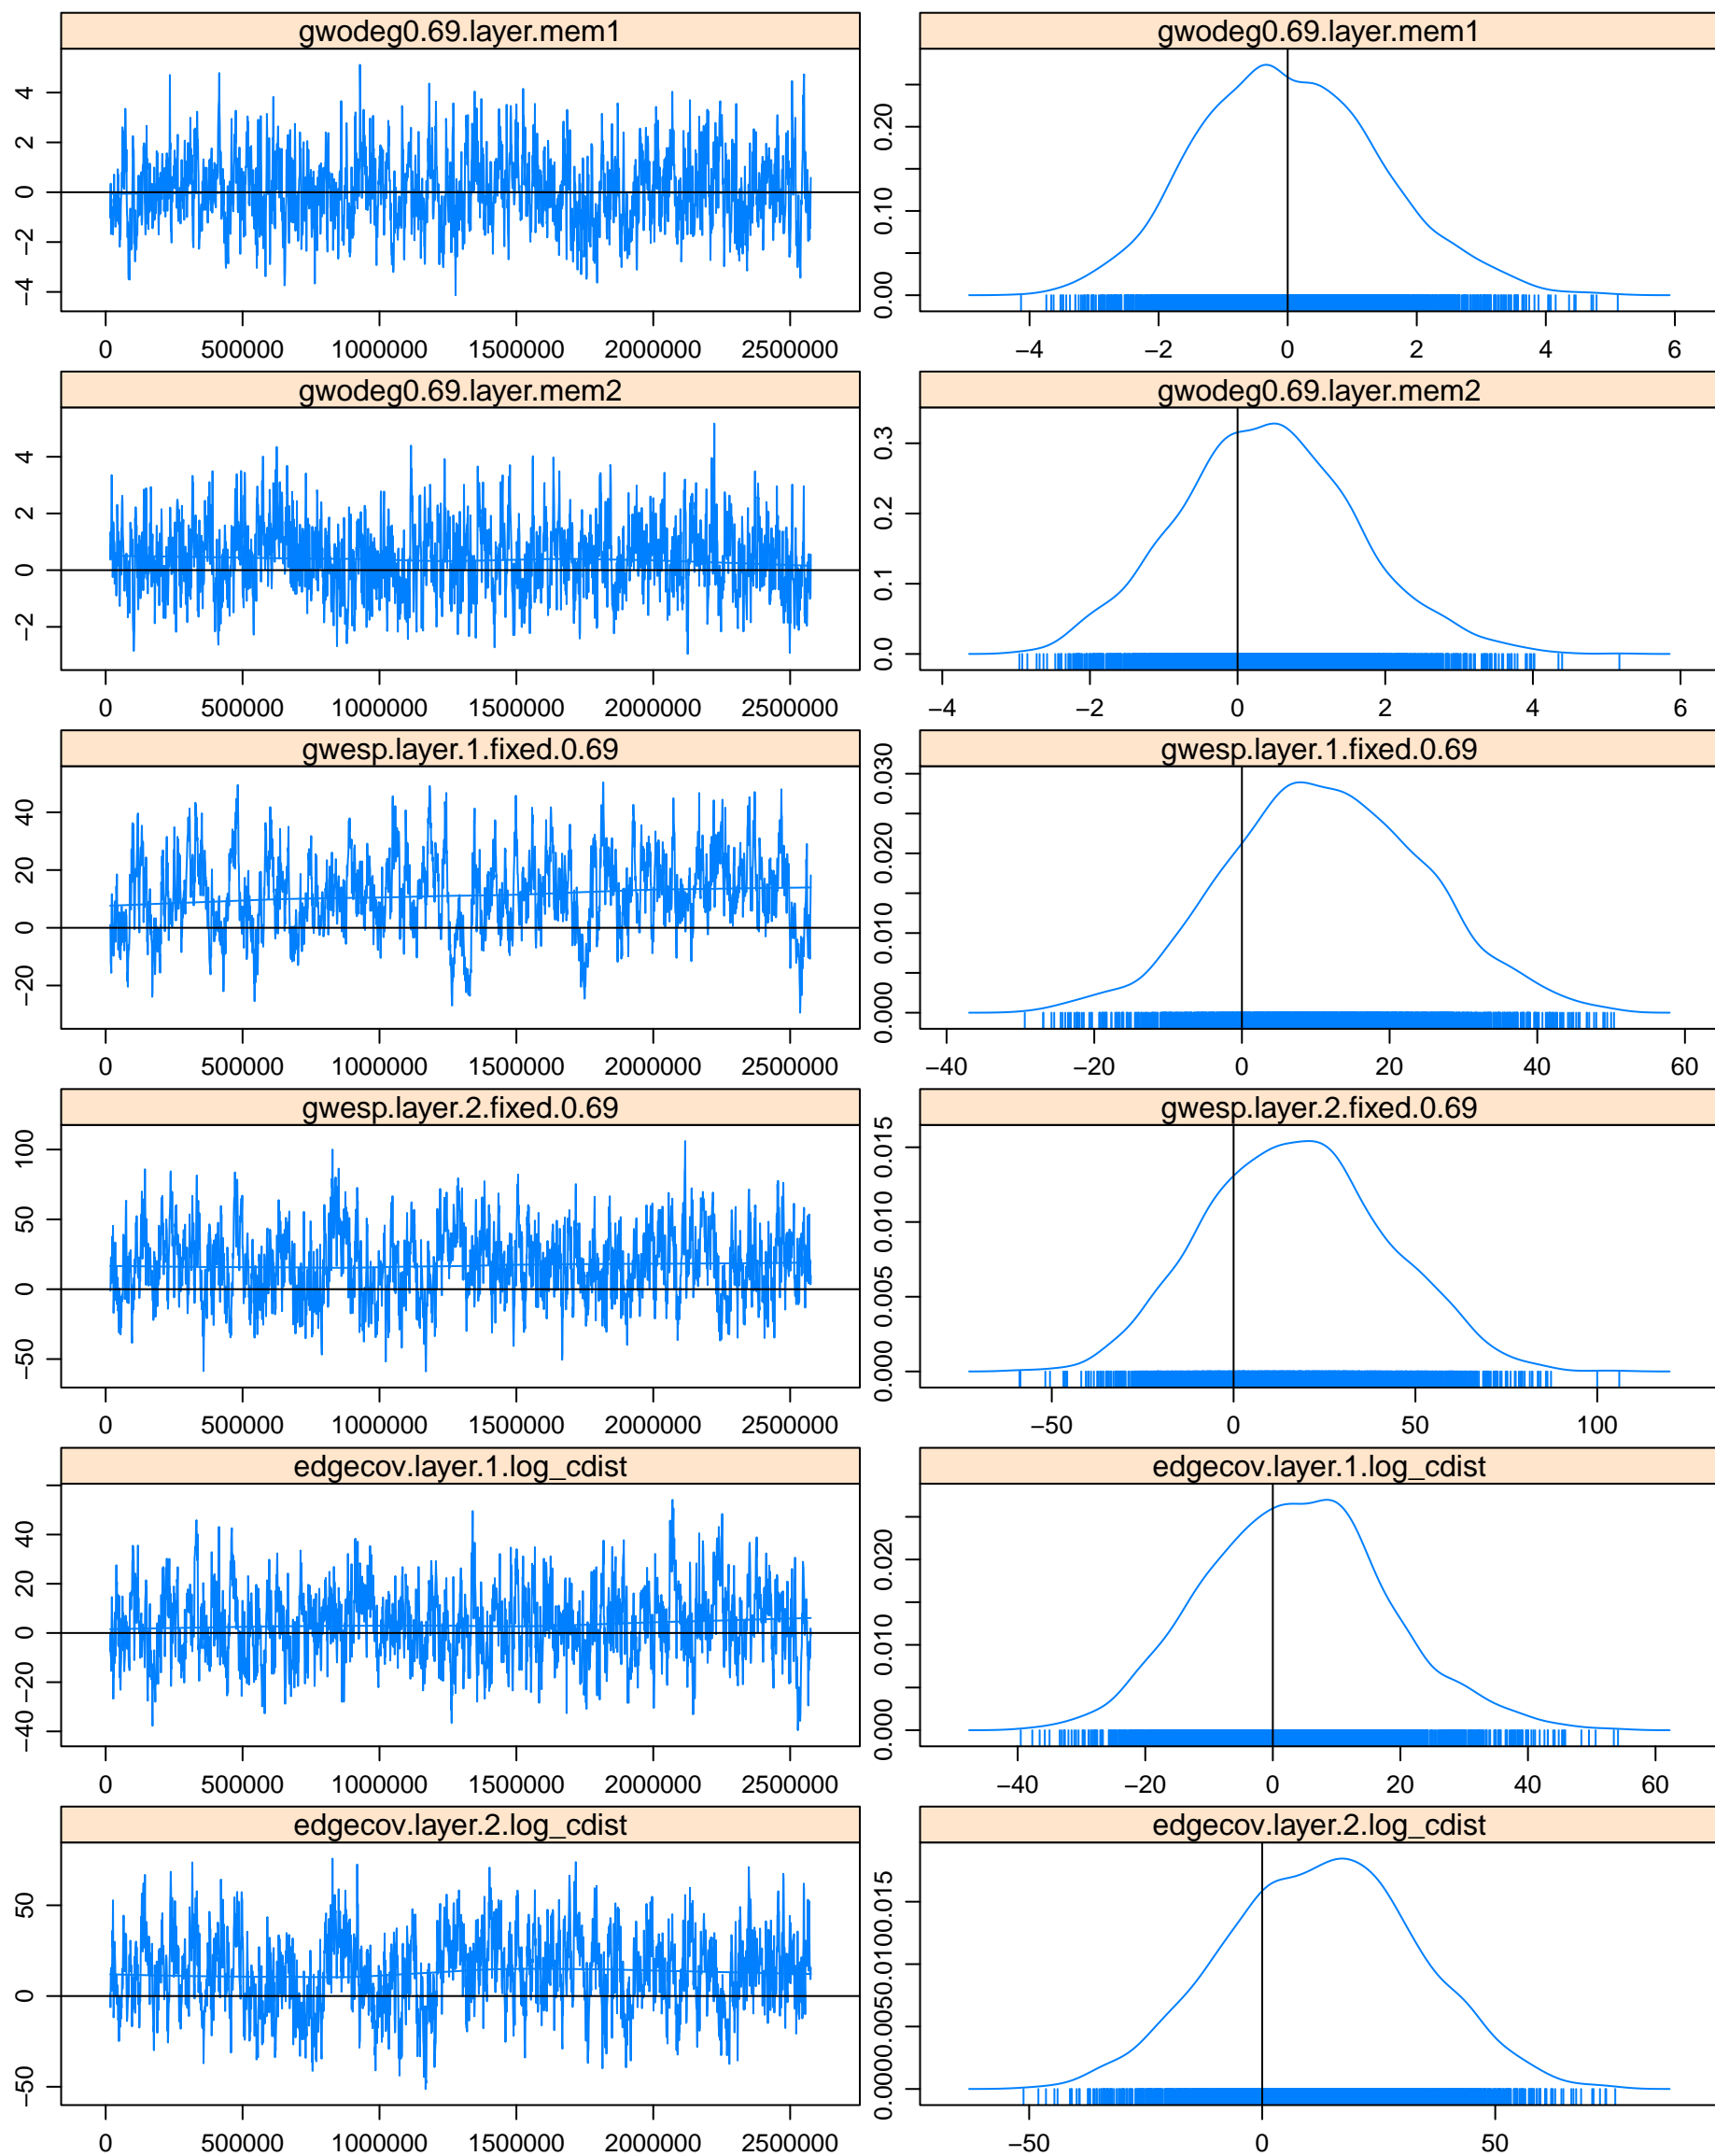 gwodeg0.69.layer.mem1
−4 −2 0 2 4
0 500000 1000000 1500000 2000000 2500000
gwodeg0.69.layer.mem1
0.00 0.10 0.20
−4 −2 0 2 4 6
gwodeg0.69.layer.mem2
−2 0 2 4
0 500000 1000000 1500000 2000000 2500000
gwodeg0.69.layer.mem2
0.0 0.1 0.2 0.3
−4 −2 0 2 4 6
gwesp.layer.1.fixed.0.69
−20 0 20 40
0 500000 1000000 1500000 2000000 2500000
gwesp.layer.1.fixed.0.69
0.000 0.010 0.020 0.030
−40 −20 0 20 40 60
gwesp.layer.2.fixed.0.69
−50 0 50 100
0 500000 1000000 1500000 2000000 2500000
gwesp.layer.2.fixed.0.69
0.000 0.005 0.010 0.015
−50 0 50 100
edgecov.layer.1.log_cdist
−40 −20 0 20 40
0 500000 1000000 1500000 2000000 2500000
edgecov.layer.1.log_cdist
0.000 0.010 0.020
−40 −20 0 20 40 60
edgecov.layer.2.log_cdist
−50 0 50
0 500000 1000000 1500000 2000000 2500000
edgecov.layer.2.log_cdist
0.000 0.005 0.010 0.015
−50 0 50